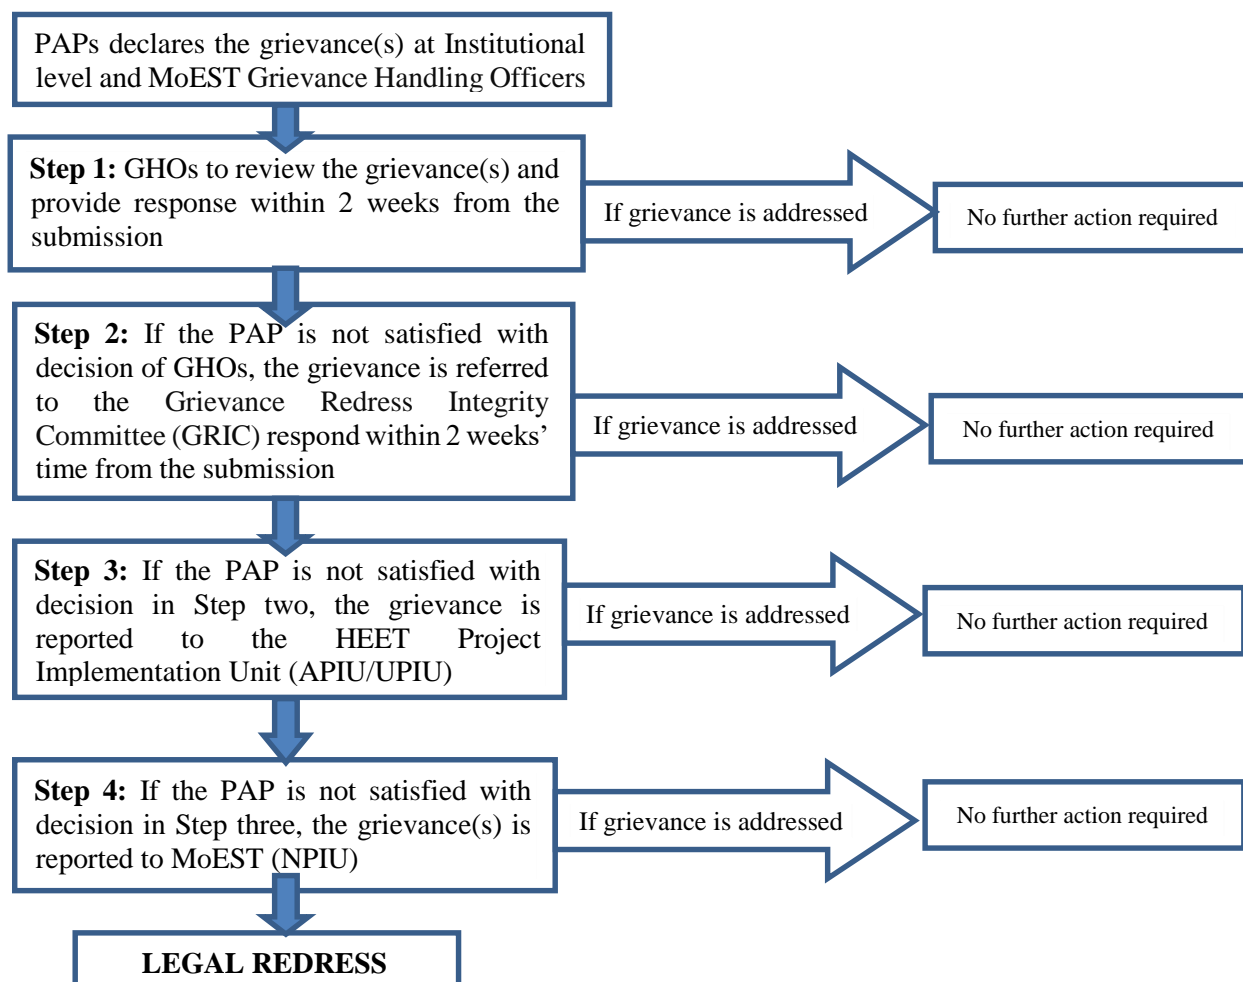 PAPs declares the grievance(s) at Institutional
level and MoEST Grievance Handling Officers
Step 1: GHOs to review the grievance(s) and
provide response within 2 weeks from the
submission
If grievance is addressed
No further action required
Step 2: If the PAP is not satisfied with
decision of GHOs, the grievance is referred
to the Grievance Redress Integrity
Committee (GRIC) respond within 2 weeks’
time from the submission
If grievance is addressed
No further action required
Step 3: If the PAP is not satisfied with
decision in Step two, the grievance is
reported to the HEET Project
Implementation Unit (APIU/UPIU)
If grievance is addressed
No further action required
Step 4: If the PAP is not satisfied with
decision in Step three, the grievance(s) is
reported to MoEST (NPIU)
If grievance is addressed
No further action required
LEGAL REDRESS